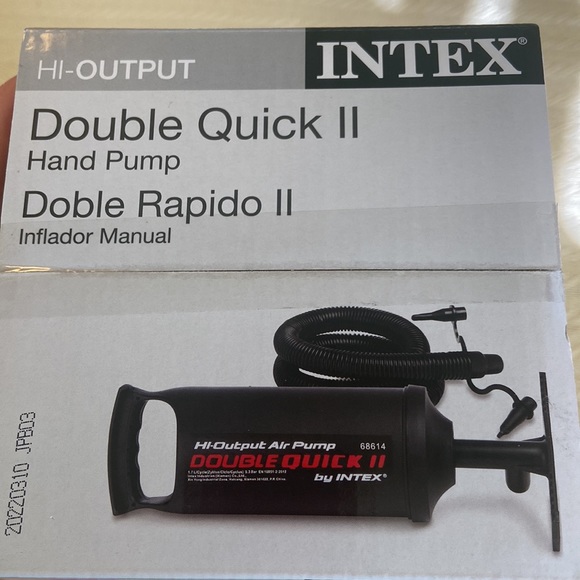 HI-OUTPUT
INTEX®
Double Quick II
Hand Pump
Doble Rapido II
Inflador Manual
20220310 JPB03
HI-Output Air Pump 68614
DOUBLE QUICK II
by INTEX®